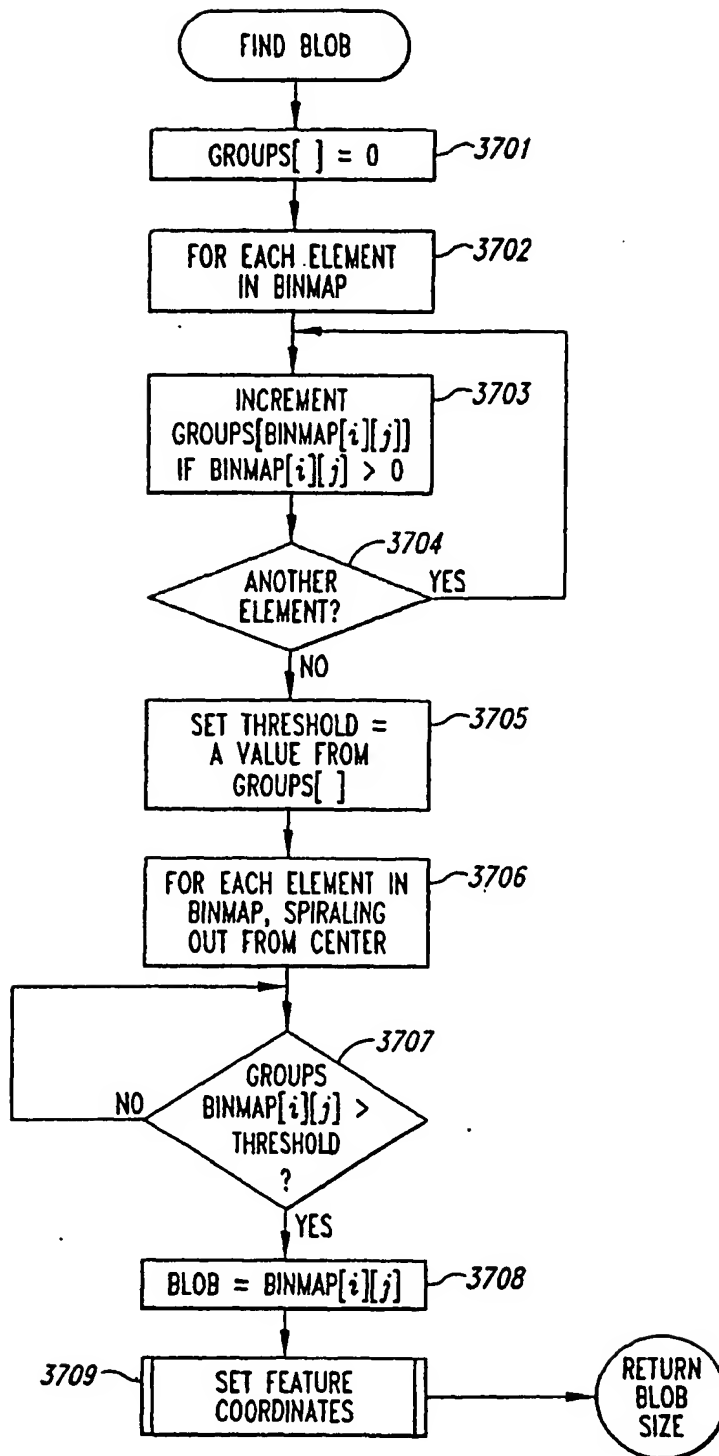 FIND BLOB
GROUPS[ ] = 0
3701
FOR EACH ELEMENT
IN BINMAP
3702
INCREMENT
GROUPS[BINMAP[i][j]]
IF BINMAP[i][j] > 0
3703
3704
ANOTHER
ELEMENT?
YES
NO
SET THRESHOLD =
A VALUE FROM
GROUPS[ ]
3705
FOR EACH ELEMENT IN
BINMAP, SPIRALING
OUT FROM CENTER
3706
3707
GROUPS
BINMAP[i][j] >
THRESHOLD
?
NO
YES
BLOB = BINMAP[i][j]
3708
3709
SET FEATURE
COORDINATES
RETURN
BLOB
SIZE